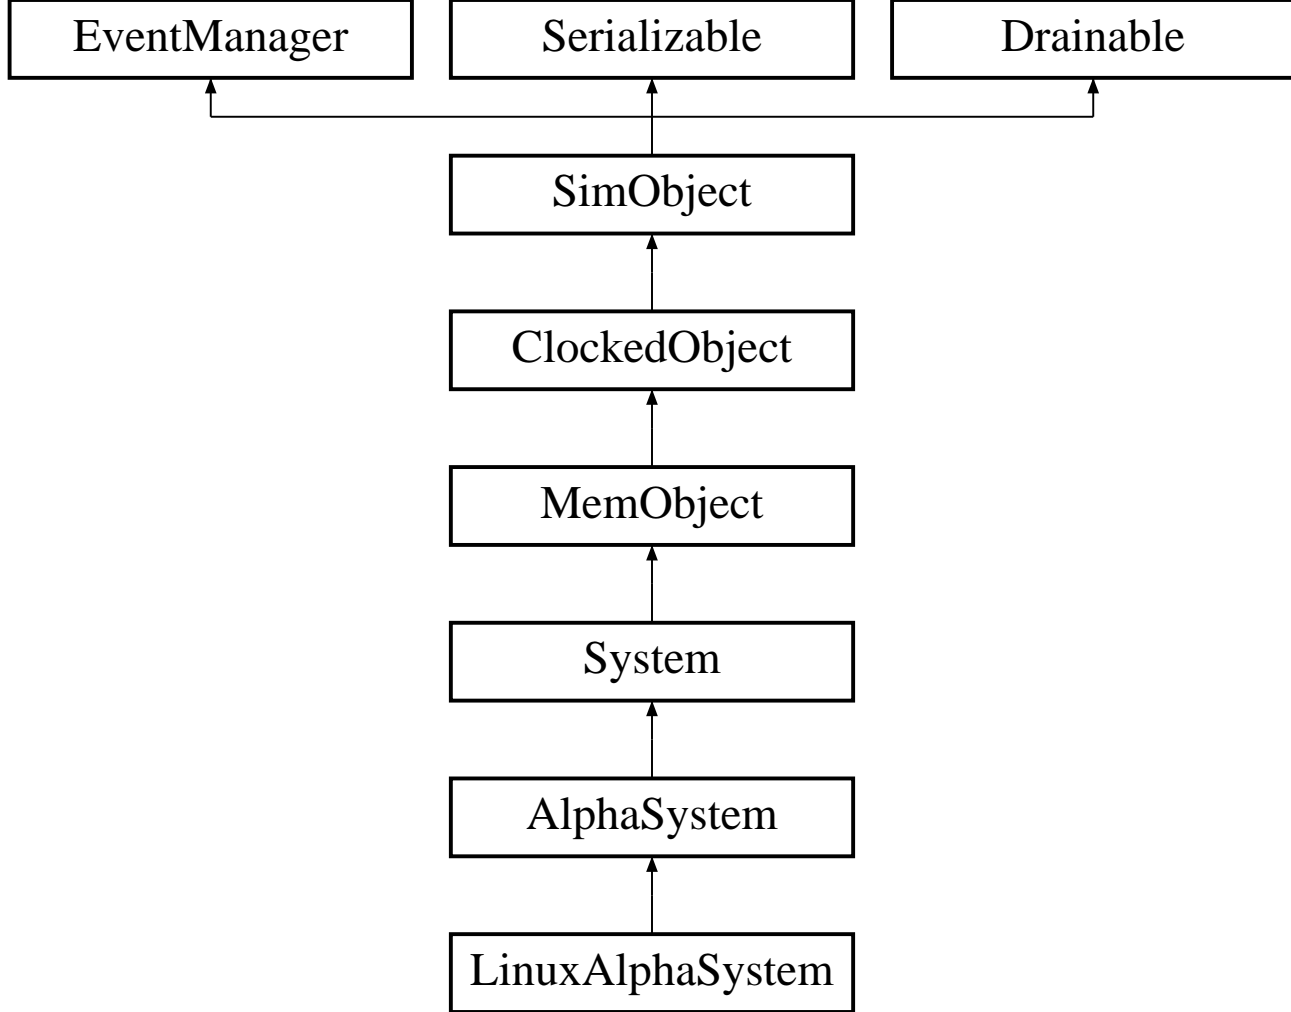 EventManager Serializable Drainable
SimObject
ClockedObject
MemObject
System
AlphaSystem
LinuxAlphaSystem